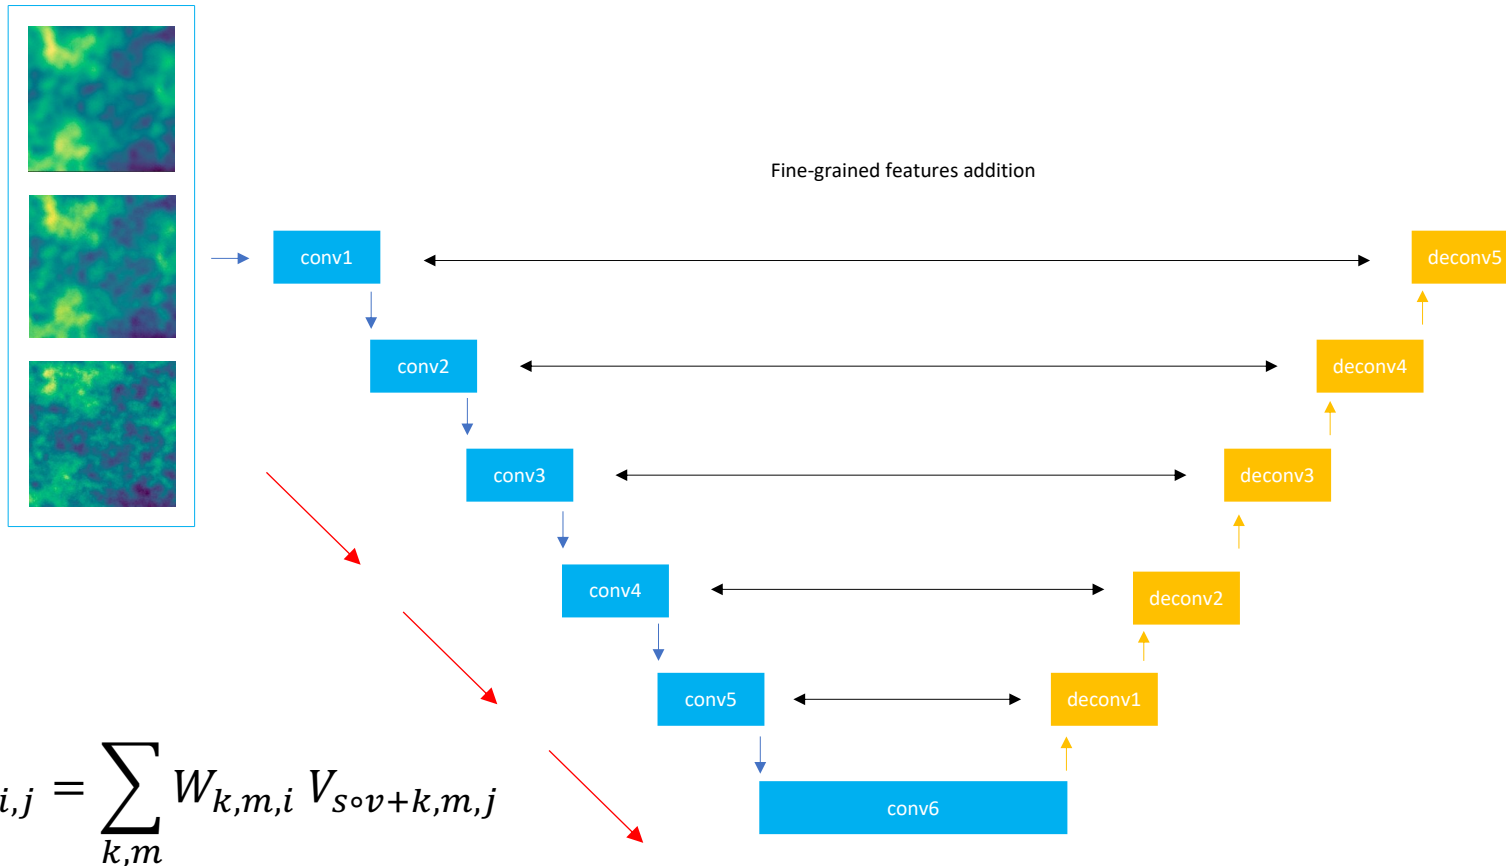 Fine-grained features addition
conv1
deconv5
conv2
deconv4
conv3
deconv3
conv4
deconv2
conv5
deconv1
i,j = ∑ W_{k,m,i} V_{s∘v+k,m,j}
k,m
conv6